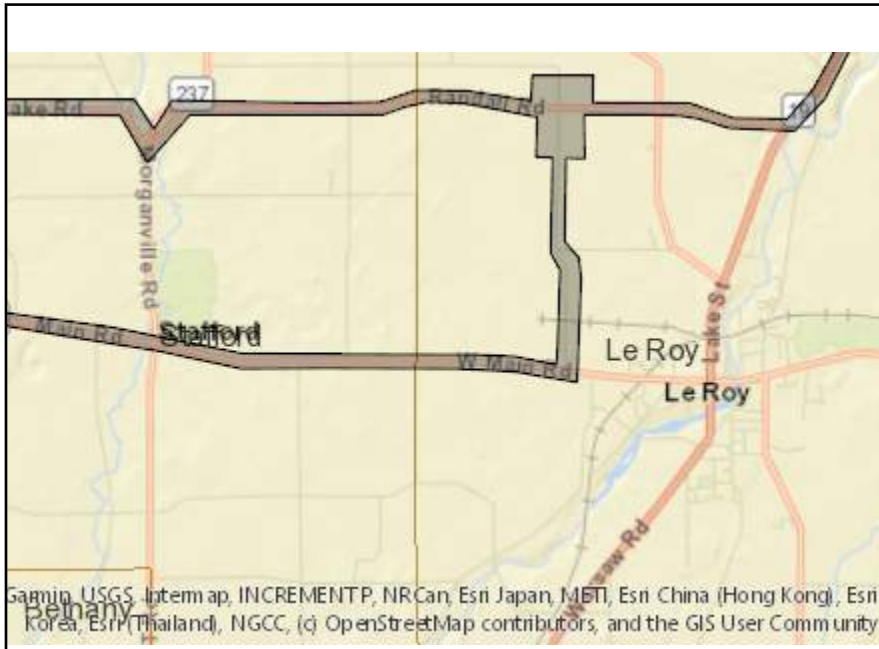 237
ake Rd
Randall Rd
19
organville Rd
Main Rd
Stafford
Stafford
W Main Rd
Lake St
Le Roy
Le Roy
Warsaw Rd
Garmin, USGS, Intermap, INCREMENT P, NRCan, Esri Japan, METI, Esri China (Hong Kong), Esri
Bethany
Korea, Esri (Thailand), NGCC, (c) OpenStreetMap contributors, and the GIS User Community